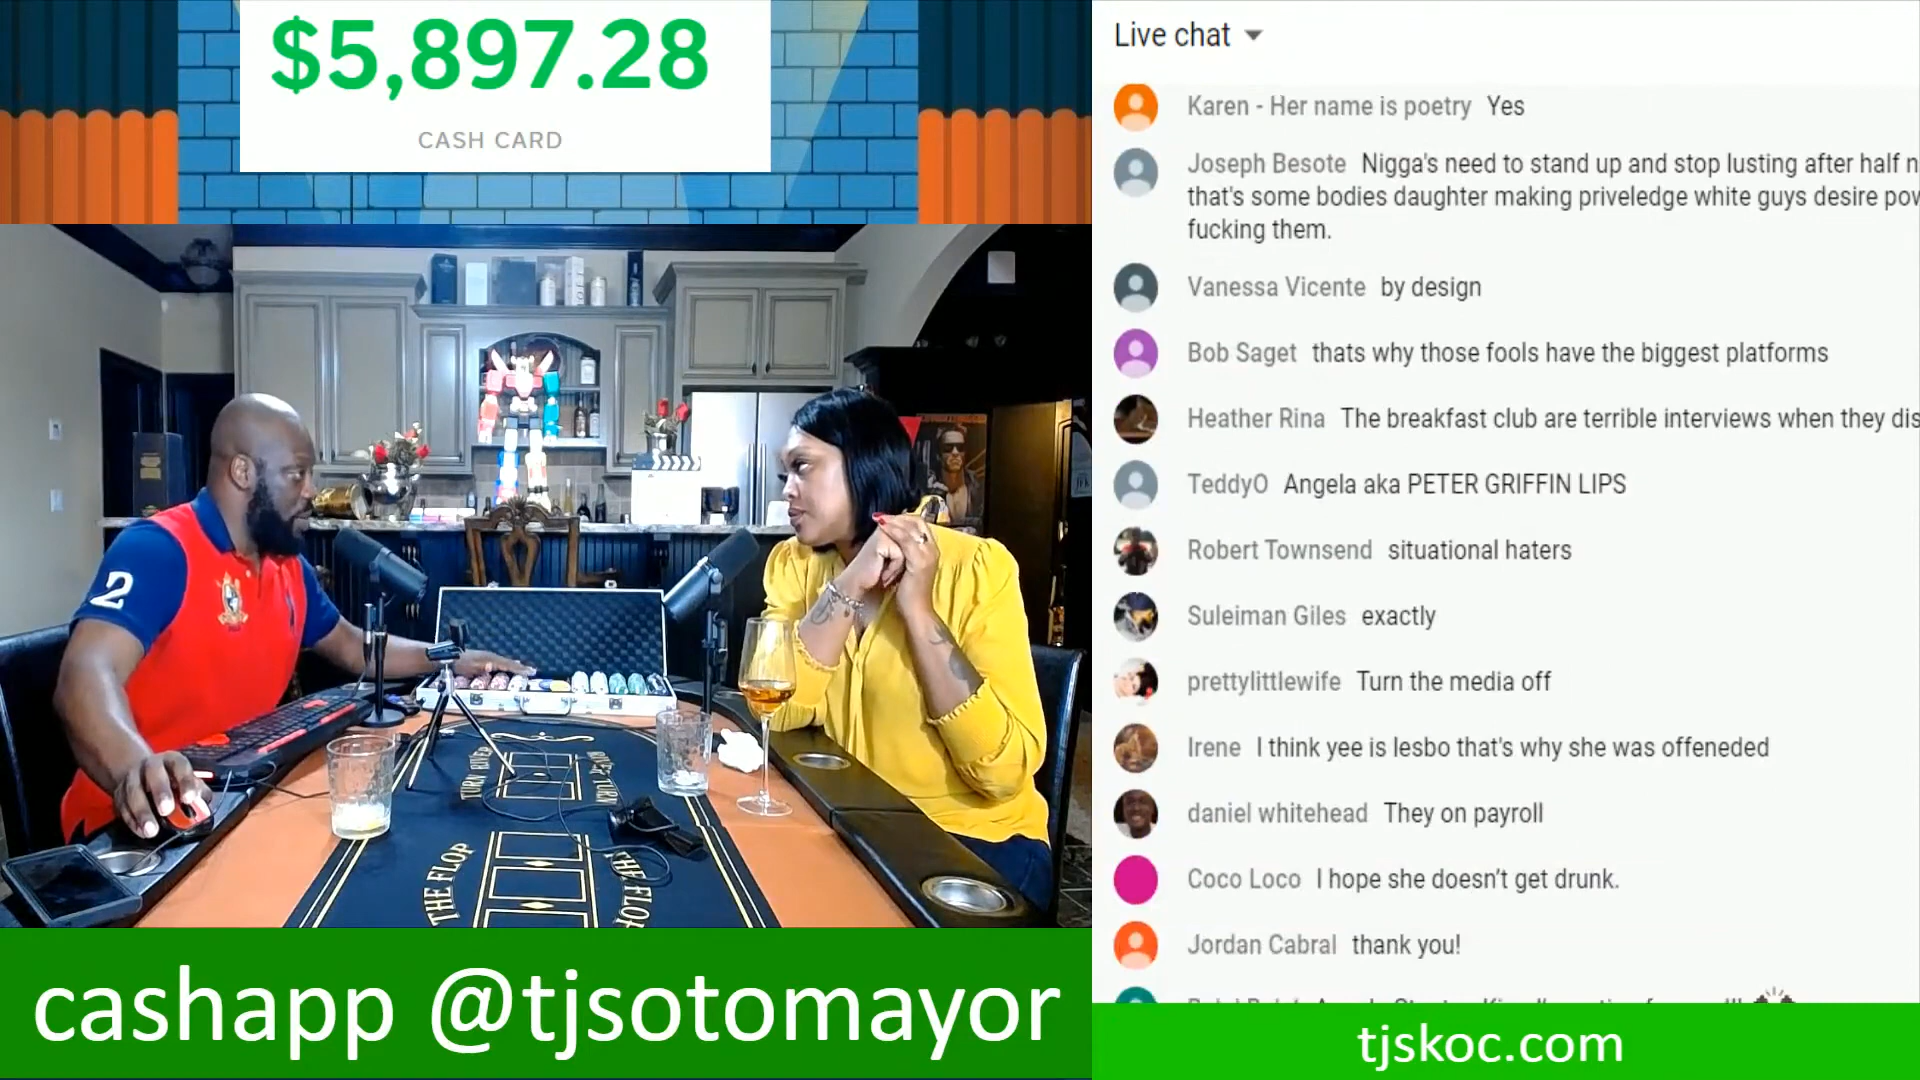 $5,897.28
CASH CARD
2
TURN RIVER
THE FLOP
cashapp @tjsotomayor
Live chat
Karen - Her name is poetry Yes
Joseph Besote Nigga's need to stand up and stop lusting after half n
that's some bodies daughter making priveledge white guys desire pow
fucking them.
Vanessa Vicente by design
Bob Saget thats why those fools have the biggest platforms
Heather Rina The breakfast club are terrible interviews when they dis
TeddyO Angela aka PETER GRIFFIN LIPS
Robert Townsend situational haters
Suleiman Giles exactly
prettylittlewife Turn the media off
Irene I think yee is lesbo that's why she was offeneded
daniel whitehead They on payroll
Coco Loco I hope she doesn't get drunk.
Jordan Cabral thank you!
tjskoc.com